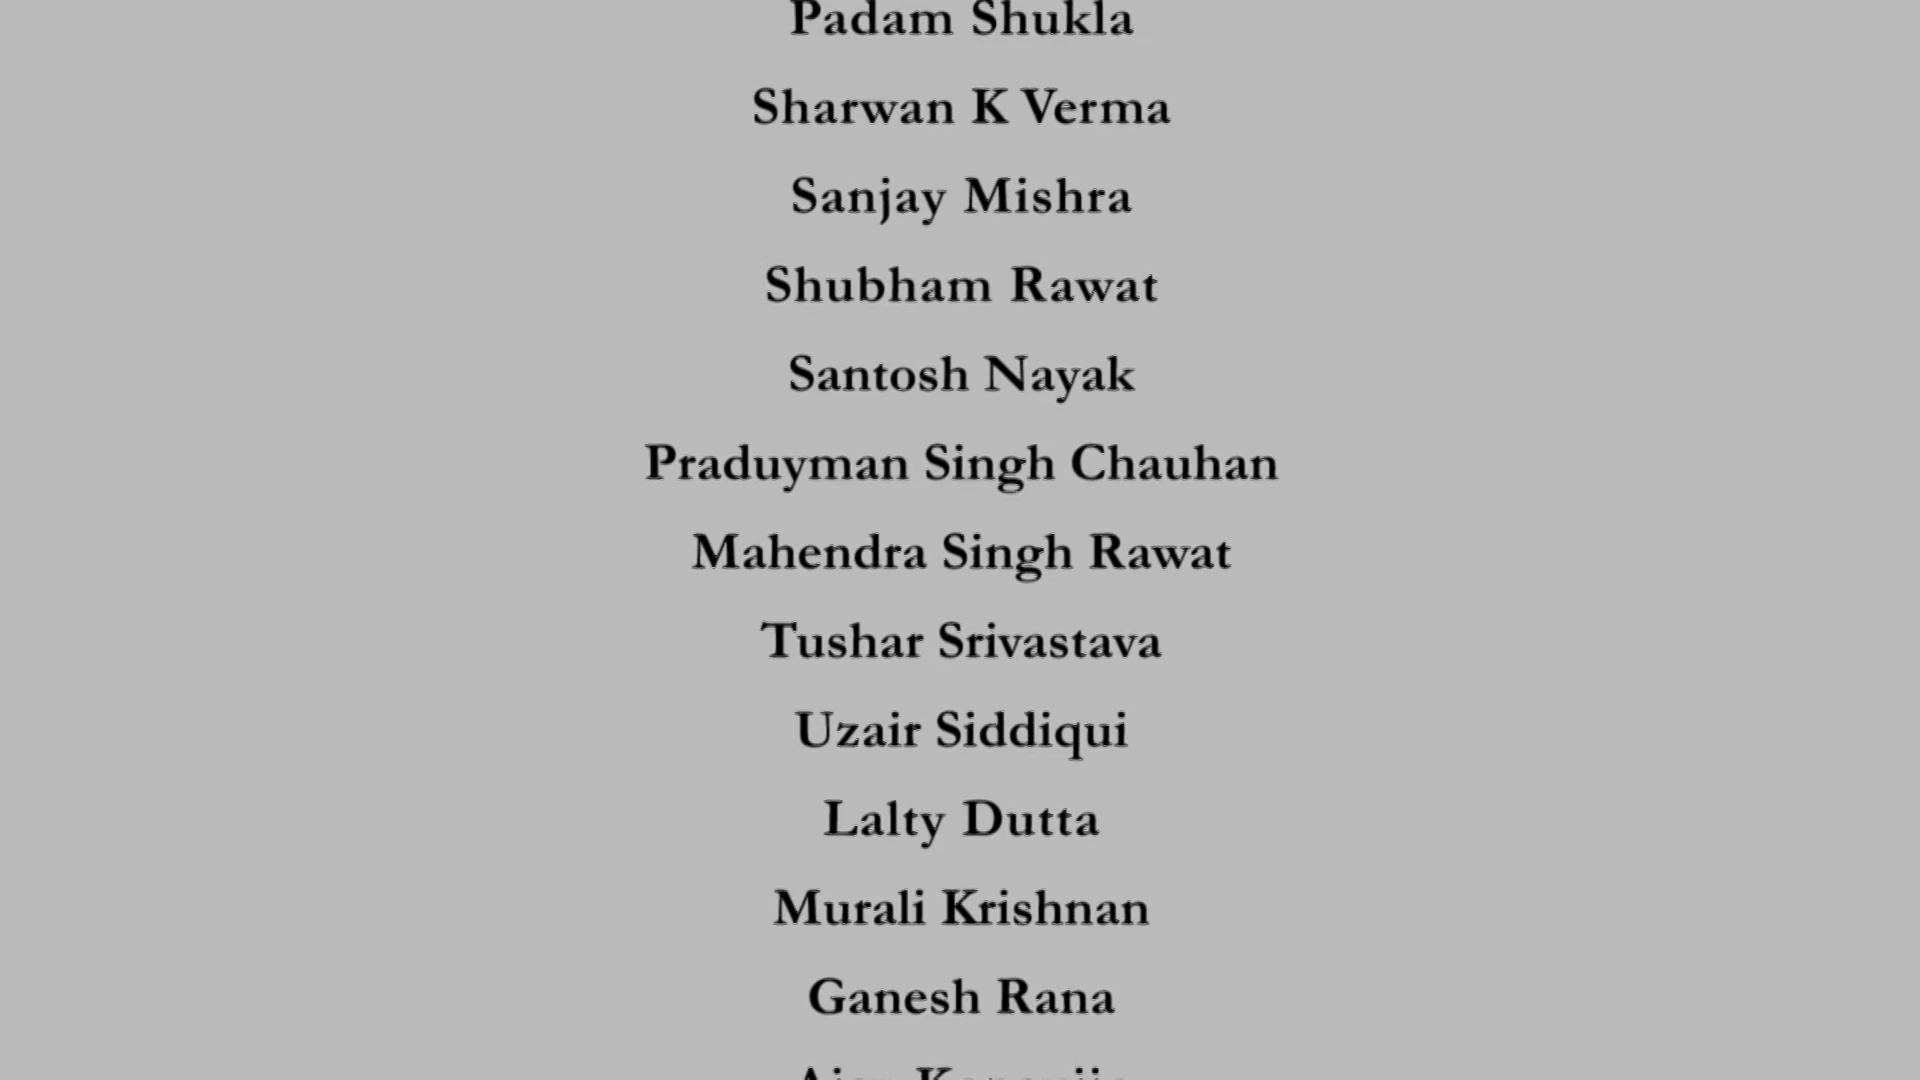 Padam Shukla
Sharwan K Verma
Sanjay Mishra
Shubham Rawat
Santosh Nayak
Praduyman Singh Chauhan
Mahendra Singh Rawat
Tushar Srivastava
Uzair Siddiqui
Lalty Dutta
Murali Krishnan
Ganesh Rana